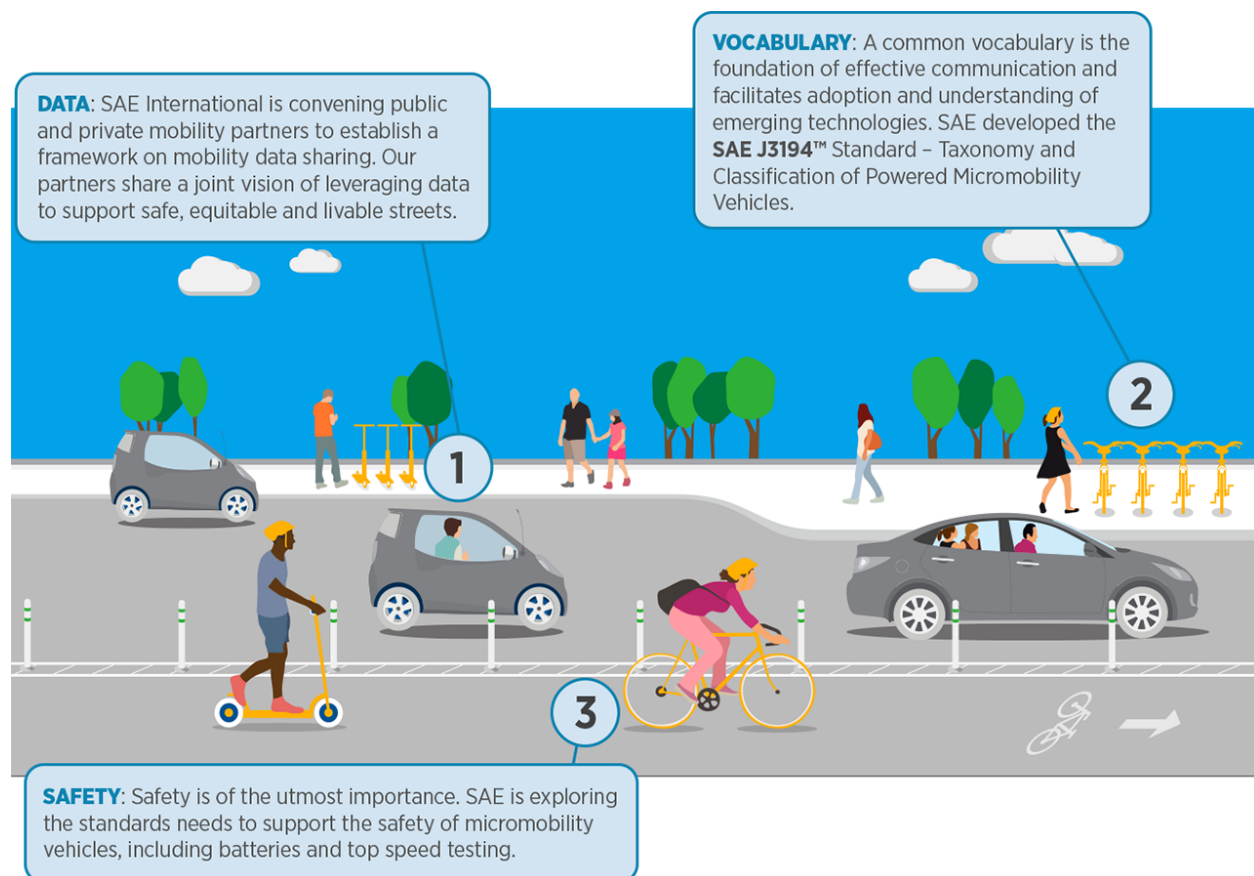 DATA: SAE International is convening public
and private mobility partners to establish a
framework on mobility data sharing. Our
partners share a joint vision of leveraging data
to support safe, equitable and livable streets.
VOCABULARY: A common vocabulary is the
foundation of effective communication and
facilitates adoption and understanding of
emerging technologies. SAE developed the
SAE J3194™ Standard – Taxonomy and
Classification of Powered Micromobility
Vehicles.
1
2
3
SAFETY: Safety is of the utmost importance. SAE is exploring
the standards needs to support the safety of micromobility
vehicles, including batteries and top speed testing.